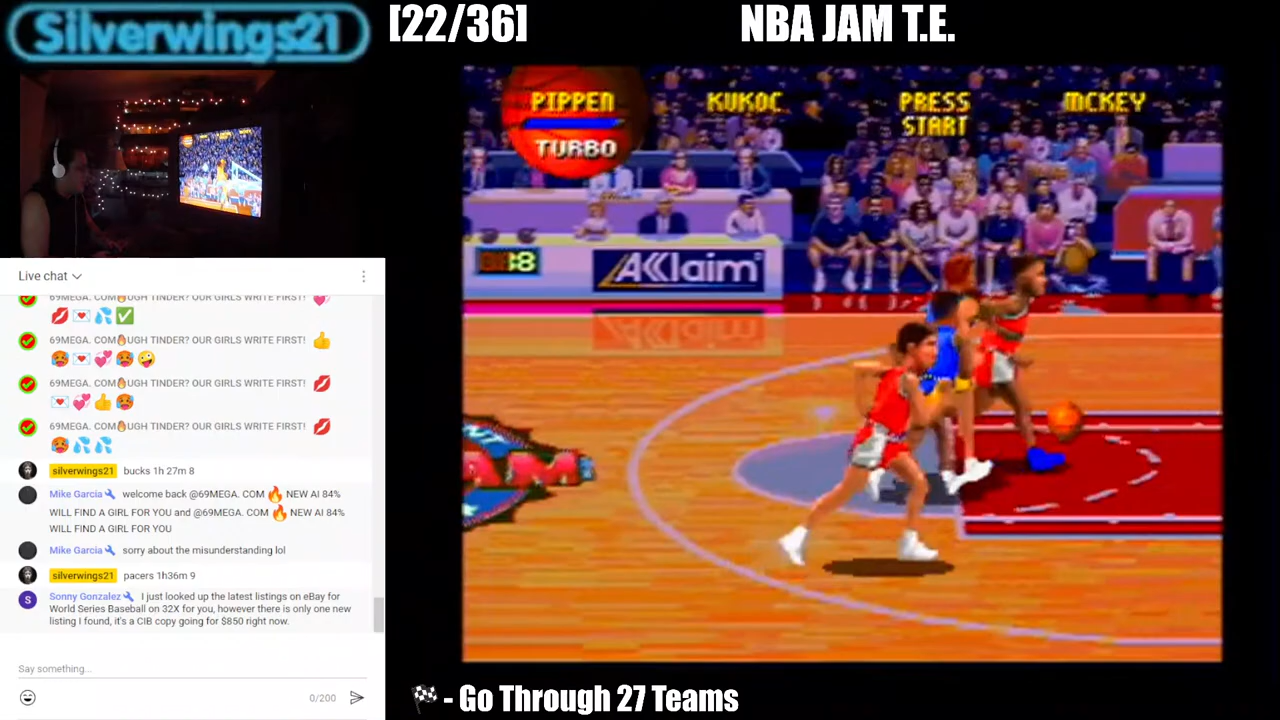 Silverwings21
[22/36]
NBA JAM T.E.
PIPPEN
TURBO
KUKOC
PRESS
START
MCKEY
:18
AKKlaim
AM
Live chat
69MEGA. COM🔥UGH TINDER? OUR GIRLS WRITE FIRST! 💞
💋 💌 💦 ✅
69MEGA. COM🔥UGH TINDER? OUR GIRLS WRITE FIRST! 👍
🥵 💌 💞 🥵 🤪
69MEGA. COM🔥UGH TINDER? OUR GIRLS WRITE FIRST! 💋
💌 💞 👍 🥵
69MEGA. COM🔥UGH TINDER? OUR GIRLS WRITE FIRST! 💋
🥵 💦 💦
silverwings21 bucks 1h 27m 8
Mike Garcia welcome back @69MEGA. COM 🔥 NEW AI 84%
WILL FIND A GIRL FOR YOU and @69MEGA. COM 🔥 NEW AI 84%
WILL FIND A GIRL FOR YOU
Mike Garcia sorry about the misunderstanding lol
silverwings21 pacers 1h36m 9
S
Sonny Gonzalez I just looked up the latest listings on eBay for
World Series Baseball on 32X for you, however there is only one new
listing I found, it's a CIB copy going for $850 right now.
Say something...
0/200
🏁 - Go Through 27 Teams